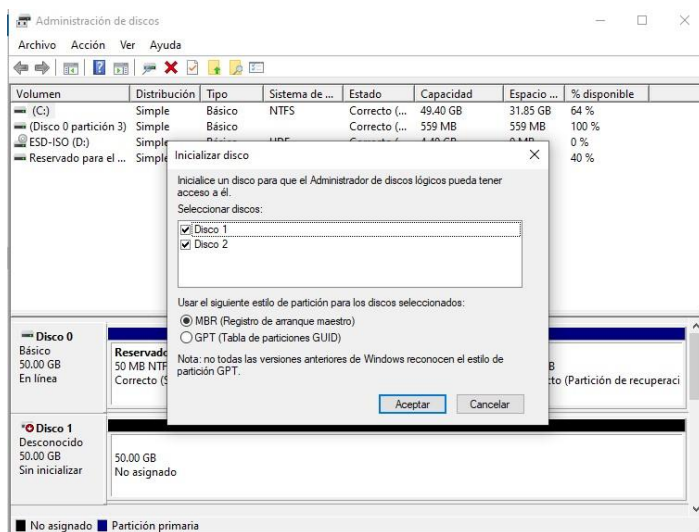 Administración de discos
Archivo Acción Ver Ayuda
Volumen Distribución Tipo Sistema de ... Estado Capacidad Espacio ... % disponible
(C:) Simple Básico NTFS Correcto (... 49.40 GB 31.85 GB 64 %
(Disco 0 partición 3) Simple Básico Correcto (... 559 MB 559 MB 100 %
ESD-ISO (D:) Simple 0 %
Reservado para el ... Simple 40 %
Inicializar disco
Inicialice un disco para que el Administrador de discos lógicos pueda tener
acceso a él.
Seleccionar discos:
Disco 1
Disco 2
Usar el siguiente estilo de partición para los discos seleccionados:
MBR (Registro de arranque maestro)
GPT (Tabla de particiones GUID)
Nota: no todas las versiones anteriores de Windows reconocen el estilo de
partición GPT.
Aceptar Cancelar
Disco 0
Básico
50.00 GB
En línea
Reservado
50 MB NTF
Correcto (S
(Partición de recuperaci
Disco 1
Desconocido
50.00 GB
Sin inicializar
50.00 GB
No asignado
No asignado Partición primaria